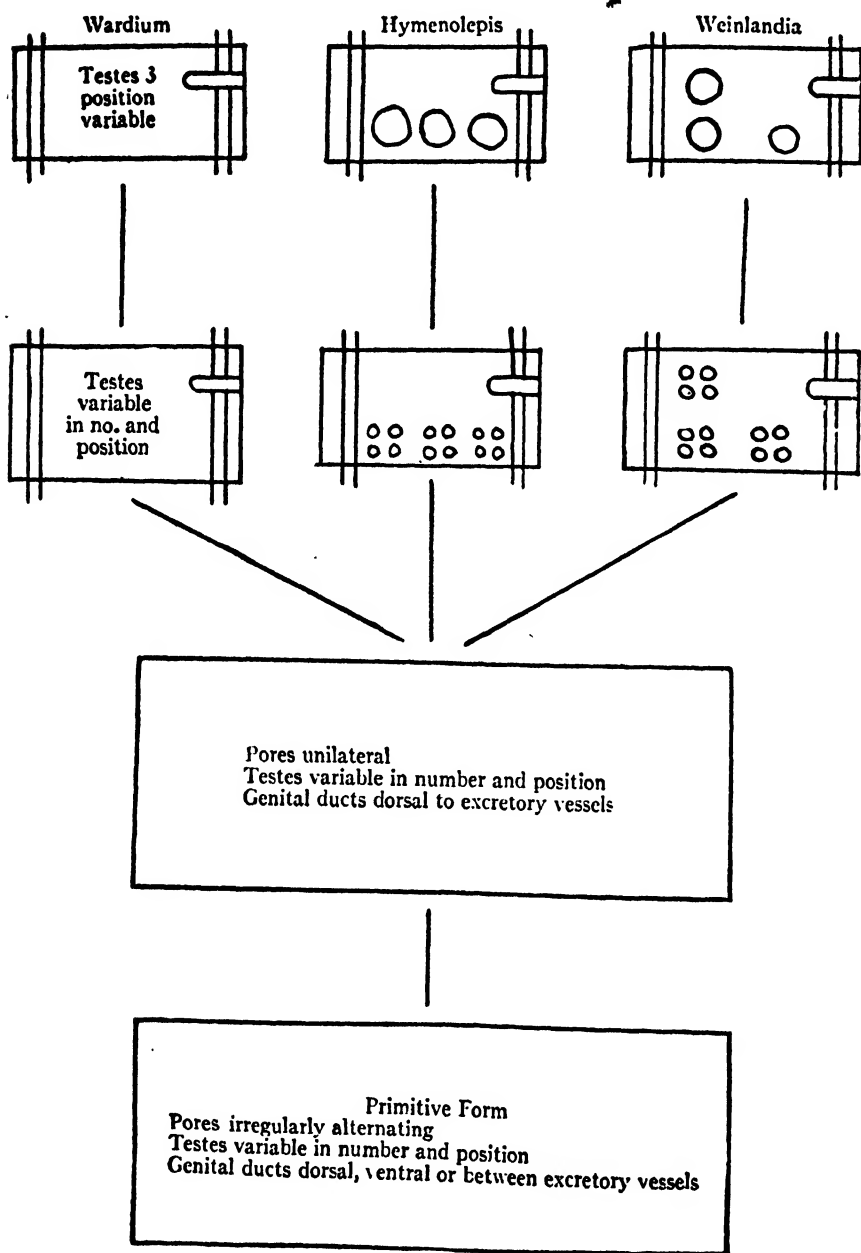 Wardium
Hymenolepis
Weinlandia
Testes 3
position
variable
Testes
variable
in no. and
position
Pores unilateral
Testes variable in number and position
Genital ducts dorsal to excretory vessels
Primitive Form
Pores irregularly alternating
Testes variable in number and position
Genital ducts dorsal, ventral or between excretory vessels